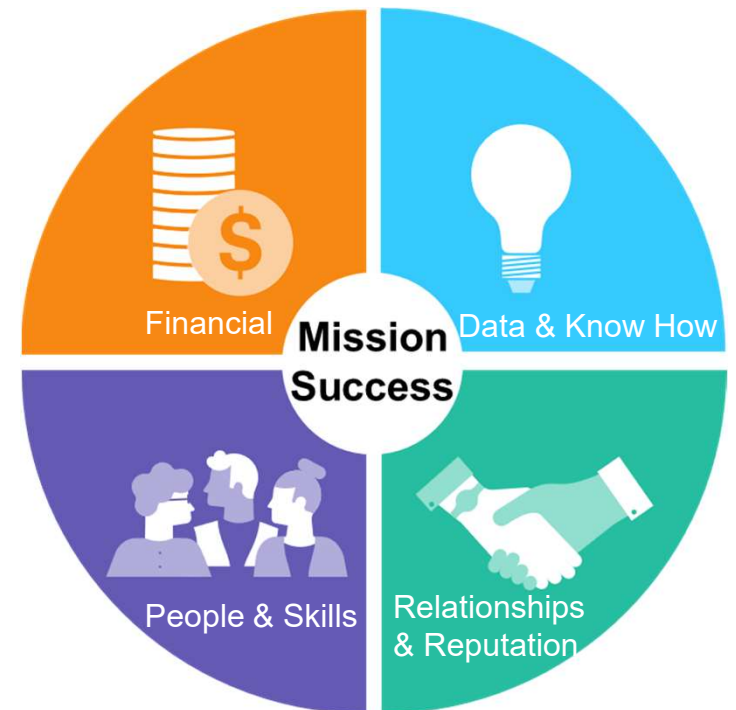 $
Financial
Data & Know How
Mission
Success
People & Skills
Relationships
& Reputation